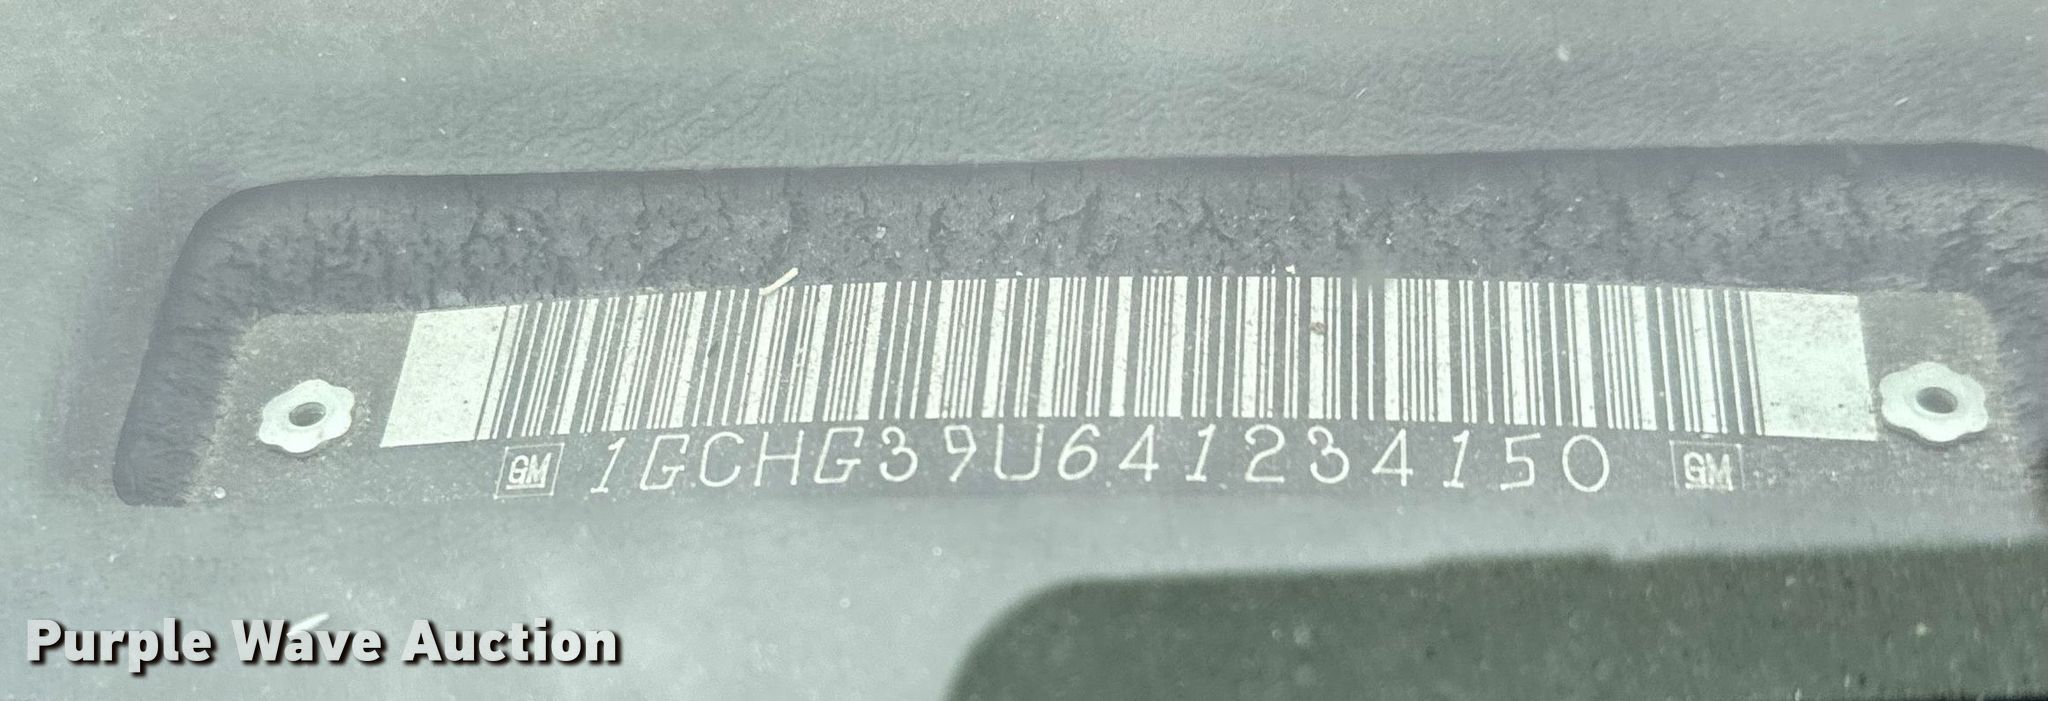 GM 1GCHG39U641234150 GM
Purple Wave Auction